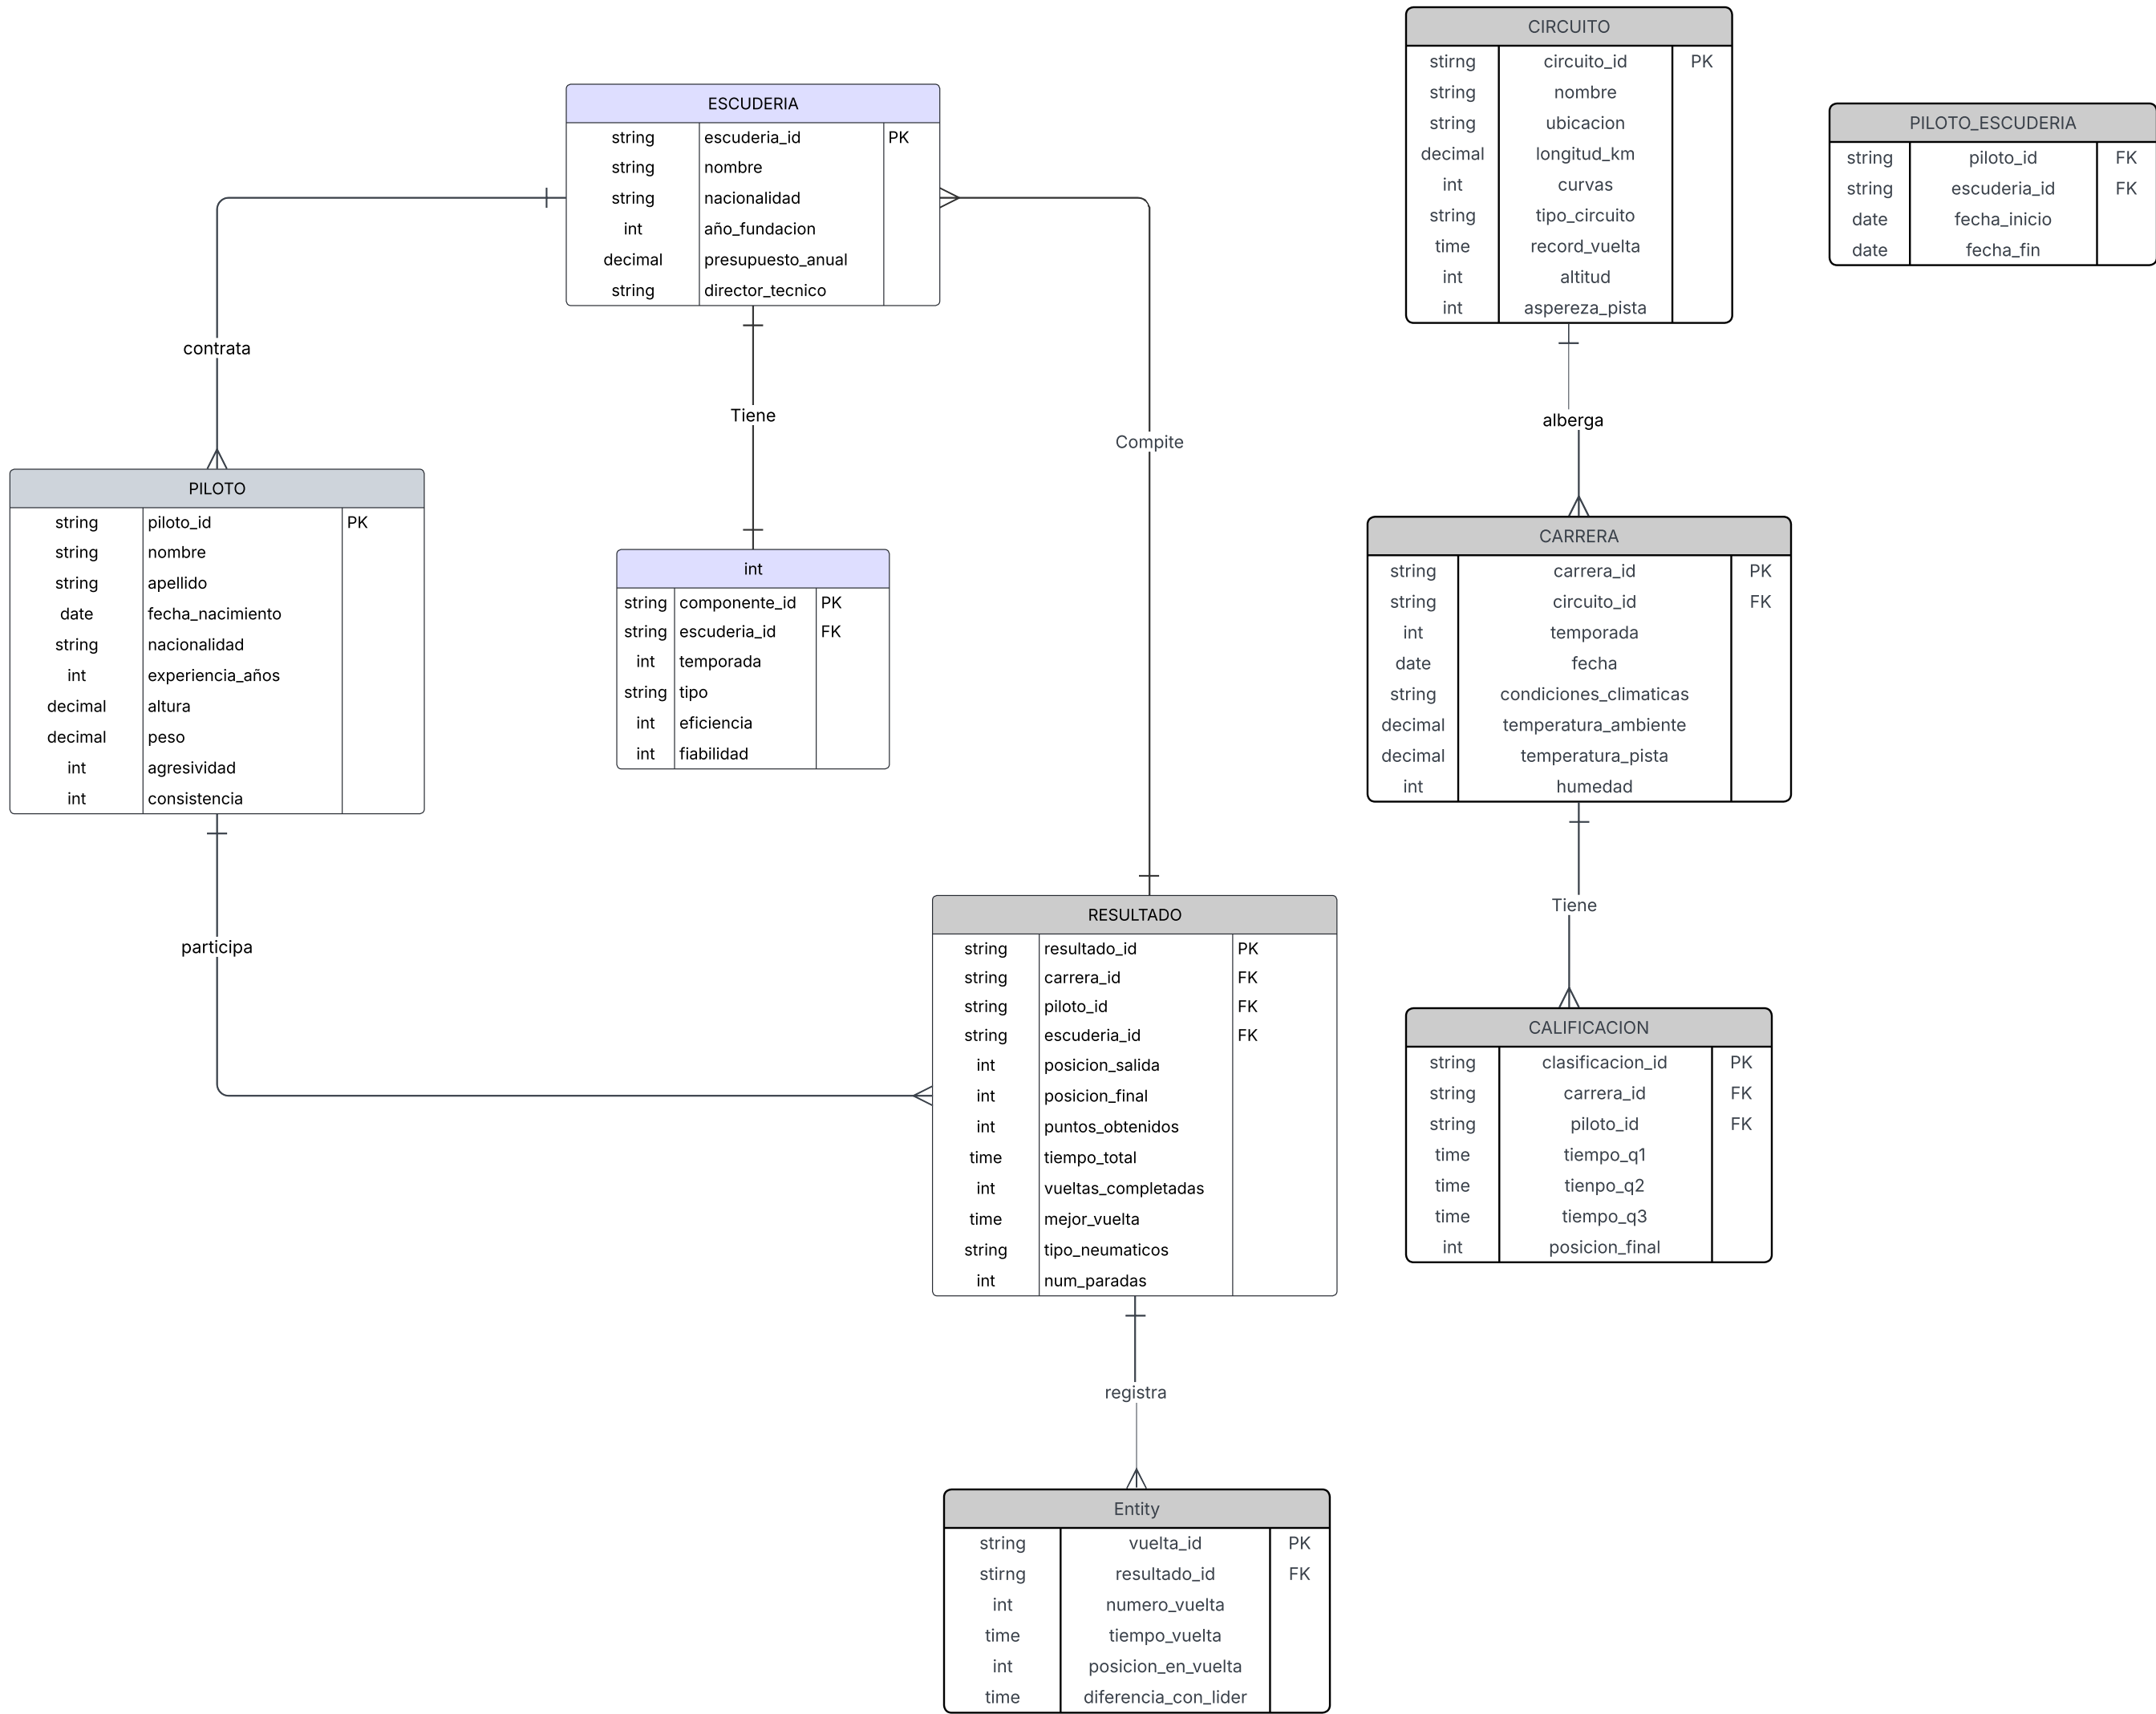 CIRCUITO
stirng circuito_id PK
string nombre
string ubicacion
decimal longitud_km
int curvas
string tipo_circuito
time record_vuelta
int altitud
int aspereza_pista
ESCUDERIA
string escuderia_id PK
string nombre
string nacionalidad
int año_fundacion
decimal presupuesto_anual
string director_tecnico
PILOTO_ESCUDERIA
string piloto_id FK
string escuderia_id FK
date fecha_inicio
date fecha_fin
contrata
Tiene
Compite
alberga
PILOTO
string piloto_id PK
string nombre
string apellido
date fecha_nacimiento
string nacionalidad
int experiencia_años
decimal altura
decimal peso
int agresividad
int consistencia
int
string componente_id PK
string escuderia_id FK
int temporada
string tipo
int eficiencia
int fiabilidad
CARRERA
string carrera_id PK
string circuito_id FK
int temporada
date fecha
string condiciones_climaticas
decimal temperatura_ambiente
decimal temperatura_pista
int humedad
participa
Tiene
RESULTADO
string resultado_id PK
string carrera_id FK
string piloto_id FK
string escuderia_id FK
int posicion_salida
int posicion_final
int puntos_obtenidos
time tiempo_total
int vueltas_completadas
time mejor_vuelta
string tipo_neumaticos
int num_paradas
CALIFICACION
string clasificacion_id PK
string carrera_id FK
string piloto_id FK
time tiempo_q1
time tienpo_q2
time tiempo_q3
int posicion_final
registra
Entity
string vuelta_id PK
stirng resultado_id FK
int numero_vuelta
time tiempo_vuelta
int posicion_en_vuelta
time diferencia_con_lider